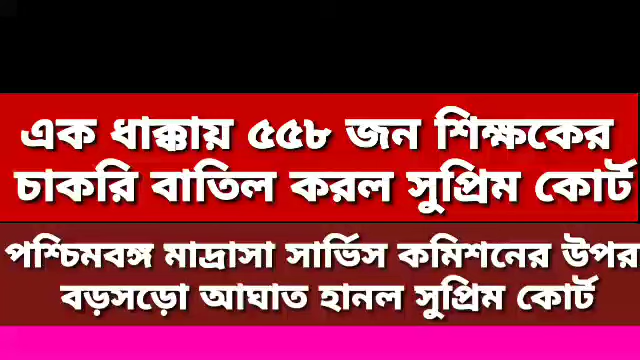 এক ধাক্কায় ৫৫৮ জন শিক্ষকের
চাকরি বাতিল করল সুপ্রিম কোর্ট
পশ্চিমবঙ্গ মাদ্রাসা সার্ভিস কমিশনের উপর
বড়সড়ো আঘাত হানল সুপ্রিম কোর্ট